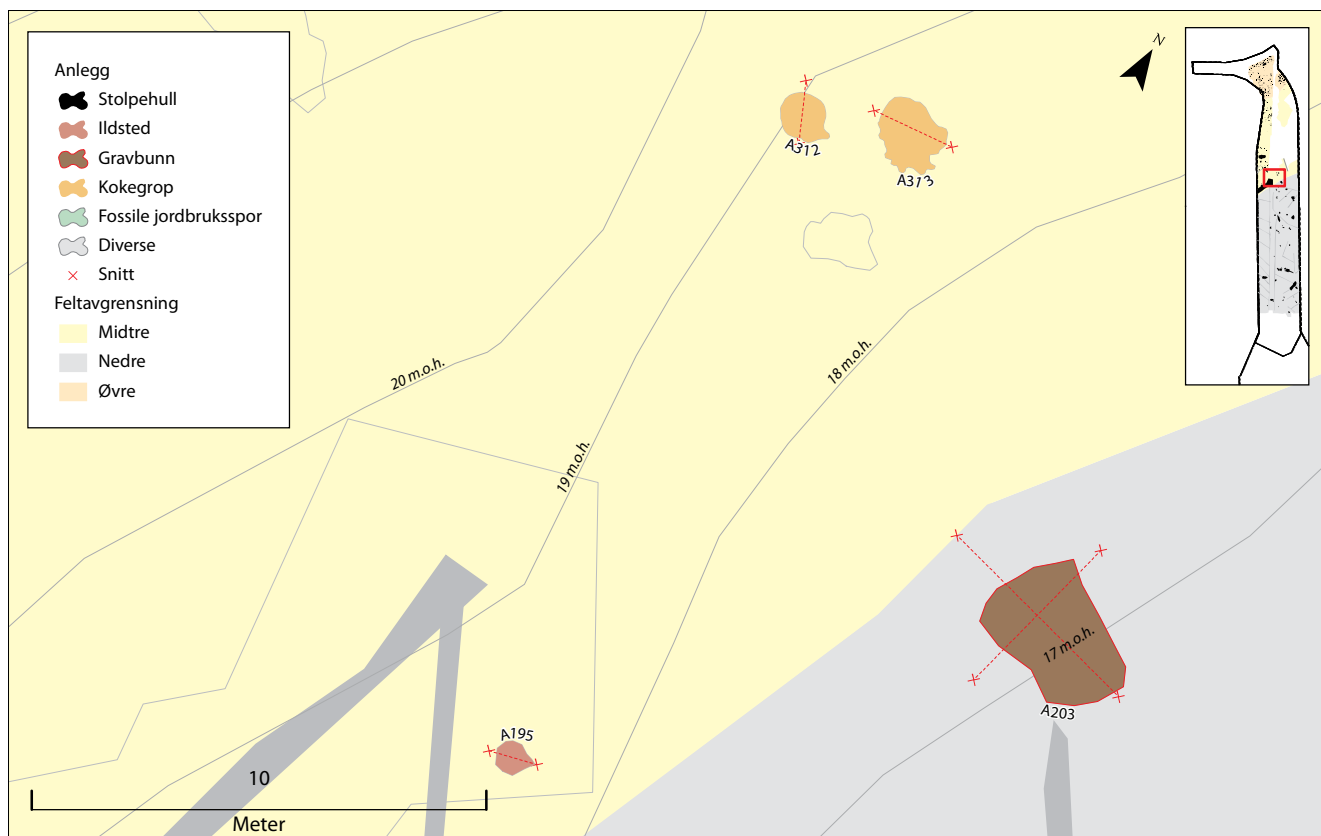 Anlegg
Stolpehull
Ildsted
Gravbunn
Kokegrop
Fossile jordbruksspor
Diverse
Snitt
Feltavgrensning
Midtre
Nedre
Øvre
N
A312
A313
20 m.o.h.
19 m.o.h.
18 m.o.h.
17 m.o.h.
A203
A195
10
Meter